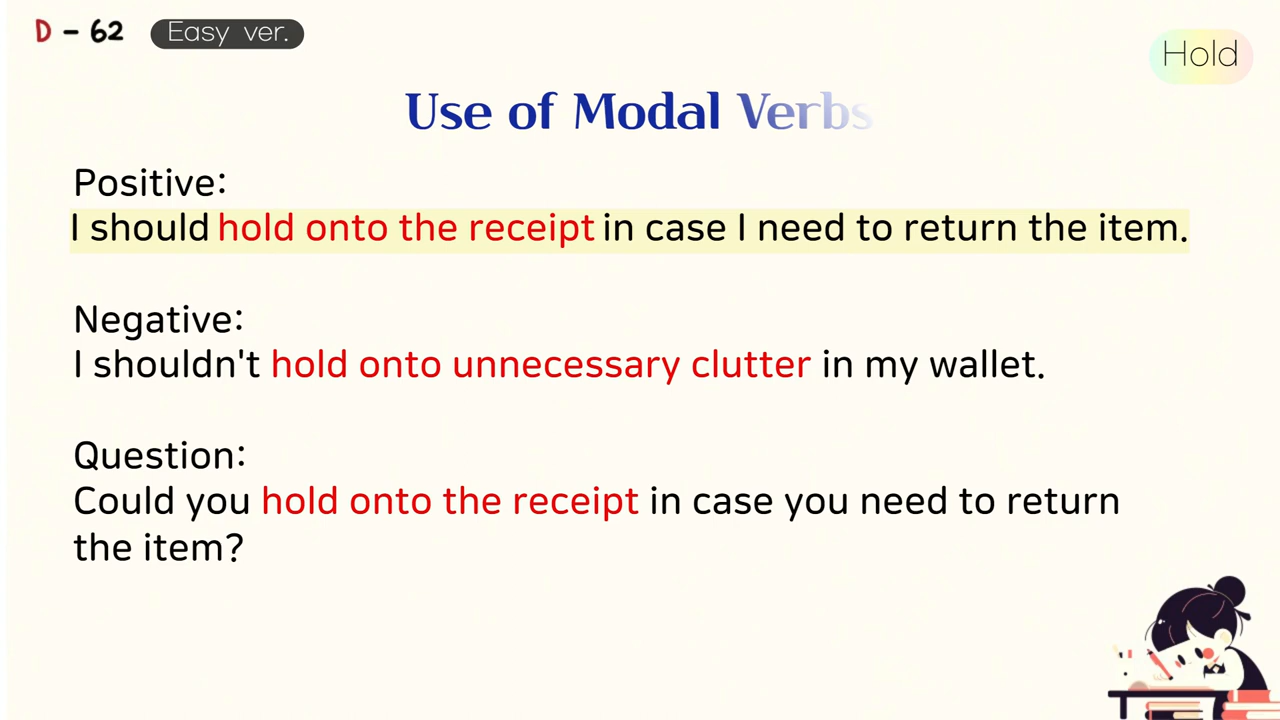 D - 62
Easy ver.
Hold
Use of Modal Verbs
Positive:
I should hold onto the receipt in case I need to return the item.
Negative:
I shouldn't hold onto unnecessary clutter in my wallet.
Question:
Could you hold onto the receipt in case you need to return
the item?